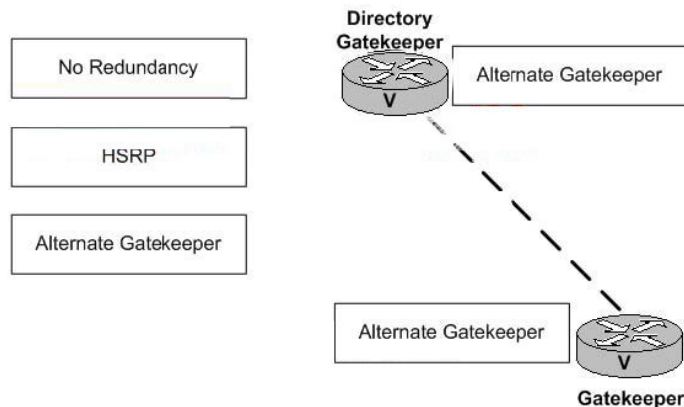 No Redundancy
HSRP
Alternate Gatekeeper
Directory
Gatekeeper
Alternate Gatekeeper
V
Alternate Gatekeeper
V
Gatekeeper